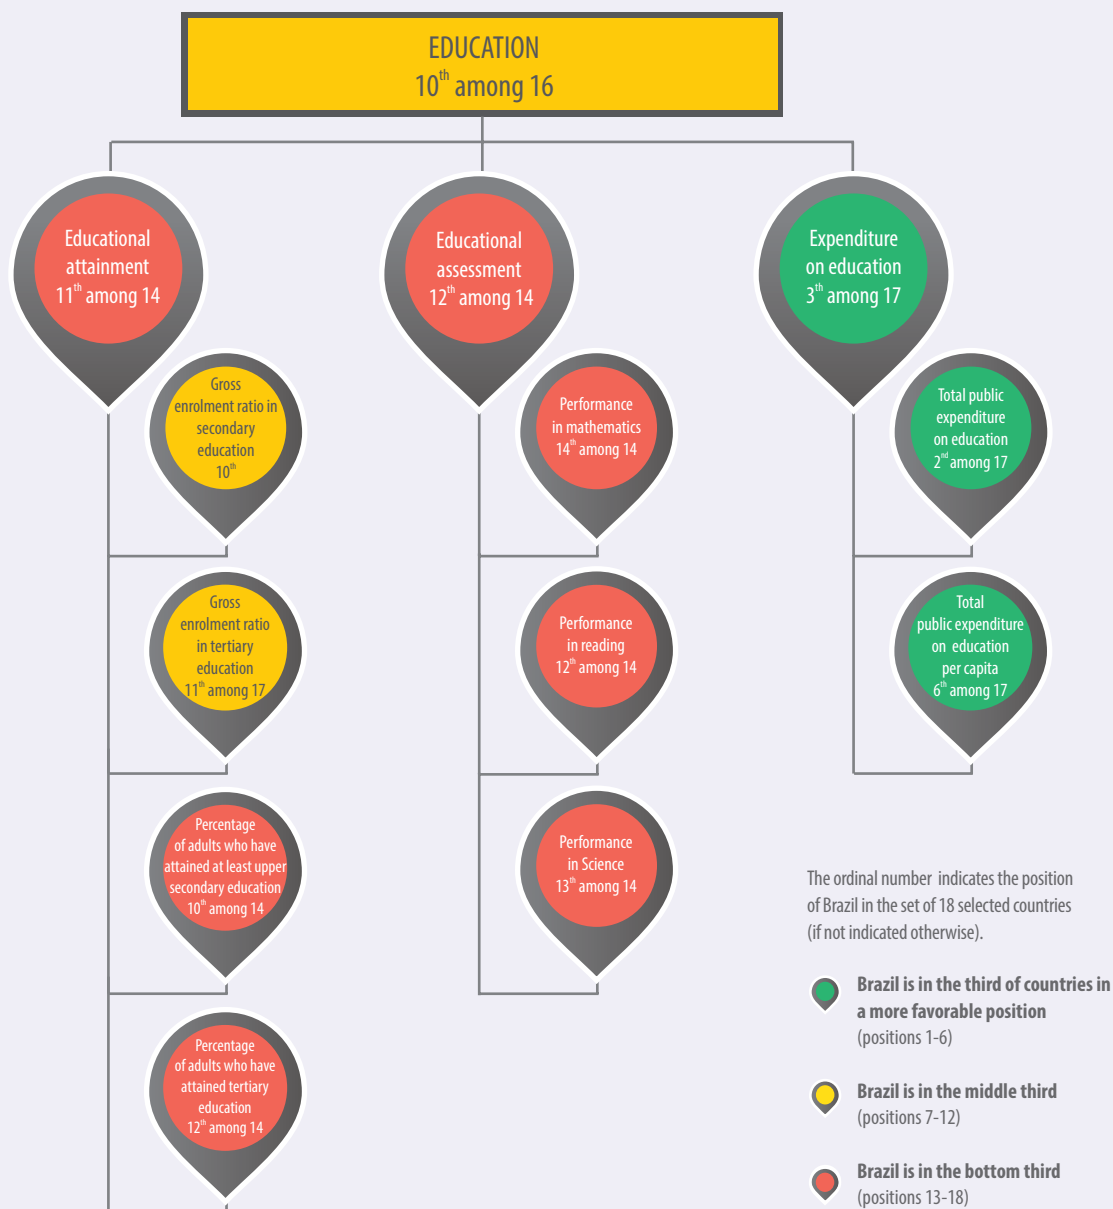 EDUCATION
10th among 16
Educational
attainment
11th among 14
Gross
enrolment ratio in
secondary
education
10th
Gross
enrolment ratio
in tertiary
education
11th among 17
Percentage
of adults who have
attained at least upper
secondary education
10th among 14
Percentage
of adults who have
attained tertiary
education
12th among 14
Educational
assessment
12th among 14
Performance
in mathematics
14th among 14
Performance
in reading
12th among 14
Performance
in Science
13th among 14
Expenditure
on education
3th among 17
Total public
expenditure
on education
2nd among 17
Total
public expenditure
on education
per capita
6th among 17
The ordinal number indicates the position
of Brazil in the set of 18 selected countries
(if not indicated otherwise).
Brazil is in the third of countries in
a more favorable position
(positions 1-6)
Brazil is in the middle third
(positions 7-12)
Brazil is in the bottom third
(positions 13-18)